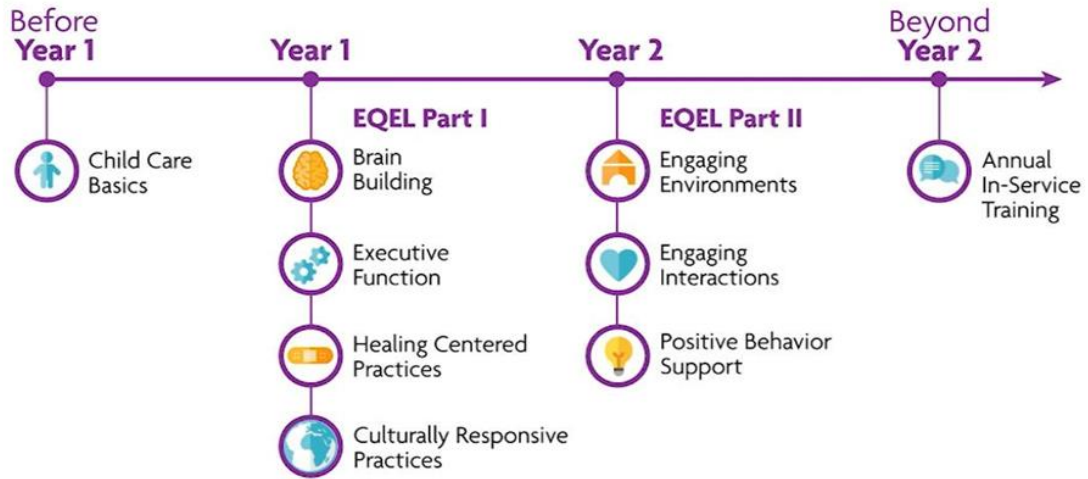 Before
Year 1
Year 1
Year 2
Beyond
Year 2
Child Care
Basics
EQEL Part I
Brain
Building
Executive
Function
Healing Centered
Practices
Culturally Responsive
Practices
EQEL Part II
Engaging
Environments
Engaging
Interactions
Positive Behavior
Support
Annual
In-Service
Training